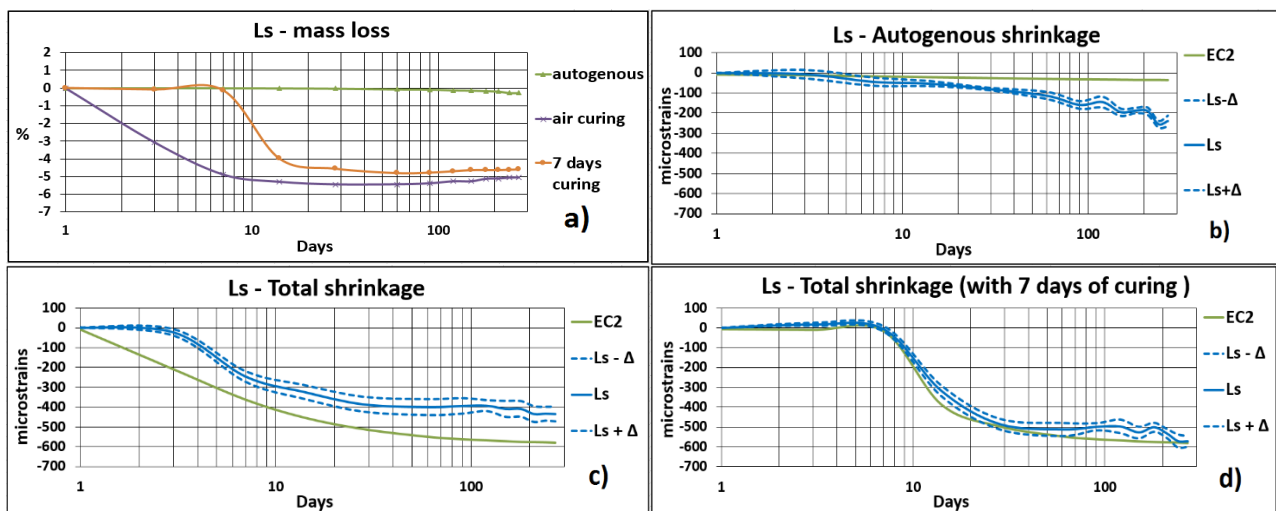 Ls - mass loss
2
1
0
-1
-2
-3
-4
-5
-6
-7
%
1
10
100
Days
autogenous
air curing
7 days
curing
a)
Ls - Autogenous shrinkage
100
0
-100
-200
-300
-400
-500
-600
-700
microstrains
1
10
100
Days
EC2
Ls-Δ
Ls
Ls+Δ
b)
Ls - Total shrinkage
100
0
-100
-200
-300
-400
-500
-600
-700
microstrains
1
10
100
Days
EC2
Ls - Δ
Ls
Ls + Δ
c)
Ls - Total shrinkage (with 7 days of curing )
100
0
-100
-200
-300
-400
-500
-600
-700
microstrains
1
10
100
Days
EC2
Ls - Δ
Ls
Ls + Δ
d)